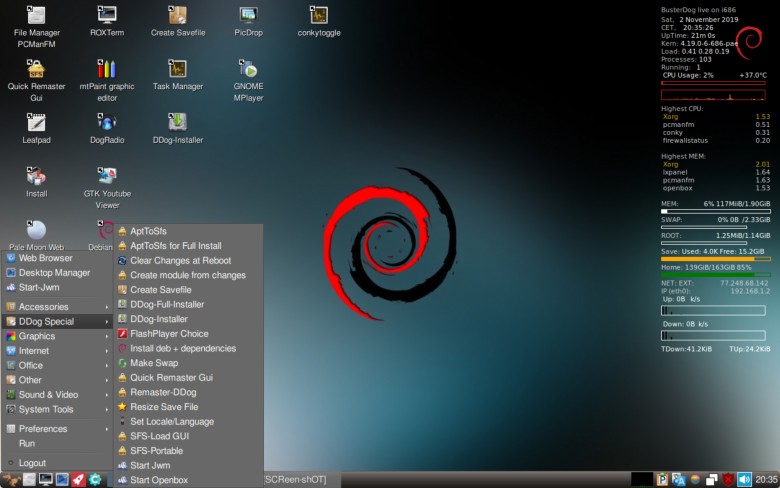 File Manager
PCManFM
ROXTerm
Create Savefile
PicDrop
conkytoggle
Quick Remaster
Gui
mtPaint graphic
editor
Task Manager
GNOME
MPlayer
Leafpad
DogRadio
DDog-Installer
Install
GTK Youtube
Viewer
Pale Moon Web
Debian
Web Browser
Desktop Manager
Start-Jwm
Accessories
DDog Special
Graphics
Internet
Office
Other
Sound & Video
System Tools
Preferences
Run
Logout
AptToSfs
AptToSfs for Full Install
Clear Changes at Reboot
Create module from changes
Create Savefile
DDog-Full-Installer
DDog-Installer
FlashPlayer Choice
Install deb + dependencies
Make Swap
Quick Remaster Gui
Remaster-DDog
Resize Save File
Set Locale/Language
SFS-Load GUI
SFS-Portable
Start Jwm
Start Openbox
BusterDog live on i686
Sat, 2 November 2019
CET, 20:35:26
UpTime: 21m 0s
Kern: 4.19.0-6-686-pae
Load: 0.41 0.28 0.19
Processes: 103
Running: 1
CPU Usage: 2% +37.0°C
Highest CPU:
Xorg 1.53
pcmanfm 0.51
conky 0.31
firewallstatus 0.20
Highest MEM:
Xorg 2.01
lxpanel 1.64
pcmanfm 1.63
openbox 1.53
MEM: 6% 117MiB/1.90GiB
SWAP: 0% 0B /2.33GiB
ROOT: 1.25MiB/1.14GiB
Save: Used: 4.0K Free: 15.2GiB
Home: 139GiB/163GiB 85%
NET: EXT: 77.248.68.142
IP (eth0): 192.168.1.2
Up: 0B k/s
Down: 0B k/s
TDown:41.2KiB TUp:24.2KiB
[SCReen-shOT]
20:35